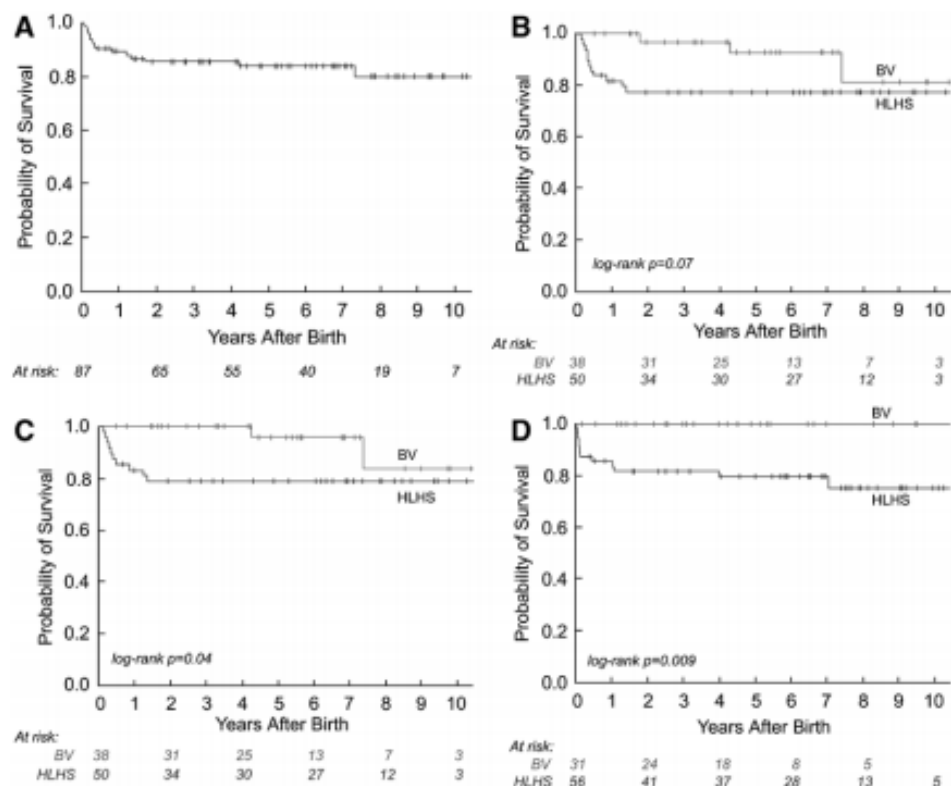 A
1.0
0.8
0.6
0.4
0.2
0.0
Probability of Survival
0 1 2 3 4 5 6 7 8 9 10
Years After Birth
At risk: 87 65 55 40 19 7
B
1.0
0.8
0.6
0.4
0.2
0.0
Probability of Survival
BV
HLHS
log-rank p=0.07
0 1 2 3 4 5 6 7 8 9 10
Years After Birth
At risk:
BV 38 31 25 13 7 3
HLHS 50 34 30 27 12 3
C
1.0
0.8
0.6
0.4
0.2
0.0
Probability of Survival
BV
HLHS
log-rank p=0.04
0 1 2 3 4 5 6 7 8 9 10
Years After Birth
At risk:
BV 38 31 25 13 7 3
HLHS 50 34 30 27 12 3
D
1.0
0.8
0.6
0.4
0.2
0.0
Probability of Survival
BV
HLHS
log-rank p=0.009
0 1 2 3 4 5 6 7 8 9 10
Years After Birth
At risk:
BV 31 24 18 8 5
HLHS 56 41 37 28 13 5